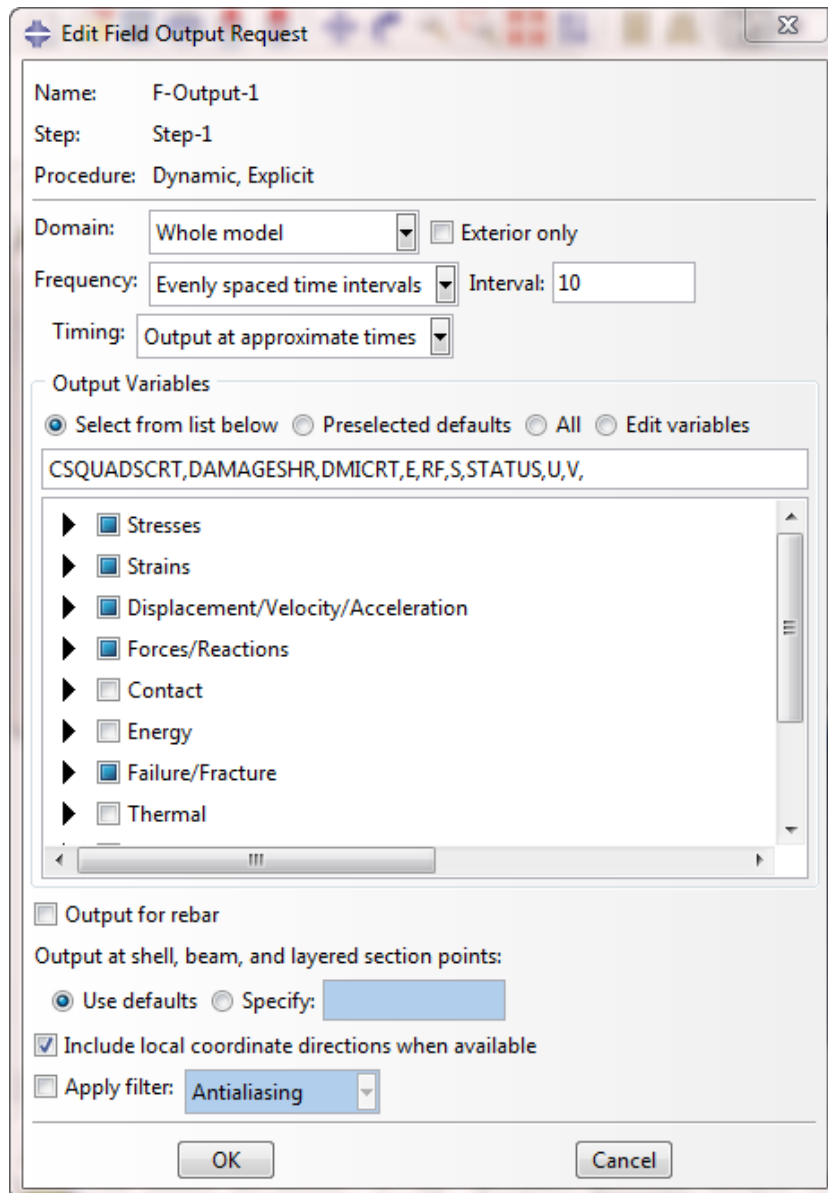 Edit Field Output Request
Name: F-Output-1
Step: Step-1
Procedure: Dynamic, Explicit
Domain: Whole model Exterior only
Frequency: Evenly spaced time intervals Interval: 10
Timing: Output at approximate times
Output Variables
Select from list below Preselected defaults All Edit variables
CSQUADSCRT,DAMAGESHR,DMICRT,E,RF,S,STATUS,U,V,
Stresses
Strains
Displacement/Velocity/Acceleration
Forces/Reactions
Contact
Energy
Failure/Fracture
Thermal
Output for rebar
Output at shell, beam, and layered section points:
Use defaults Specify:
Include local coordinate directions when available
Apply filter: Antialiasing
OK Cancel